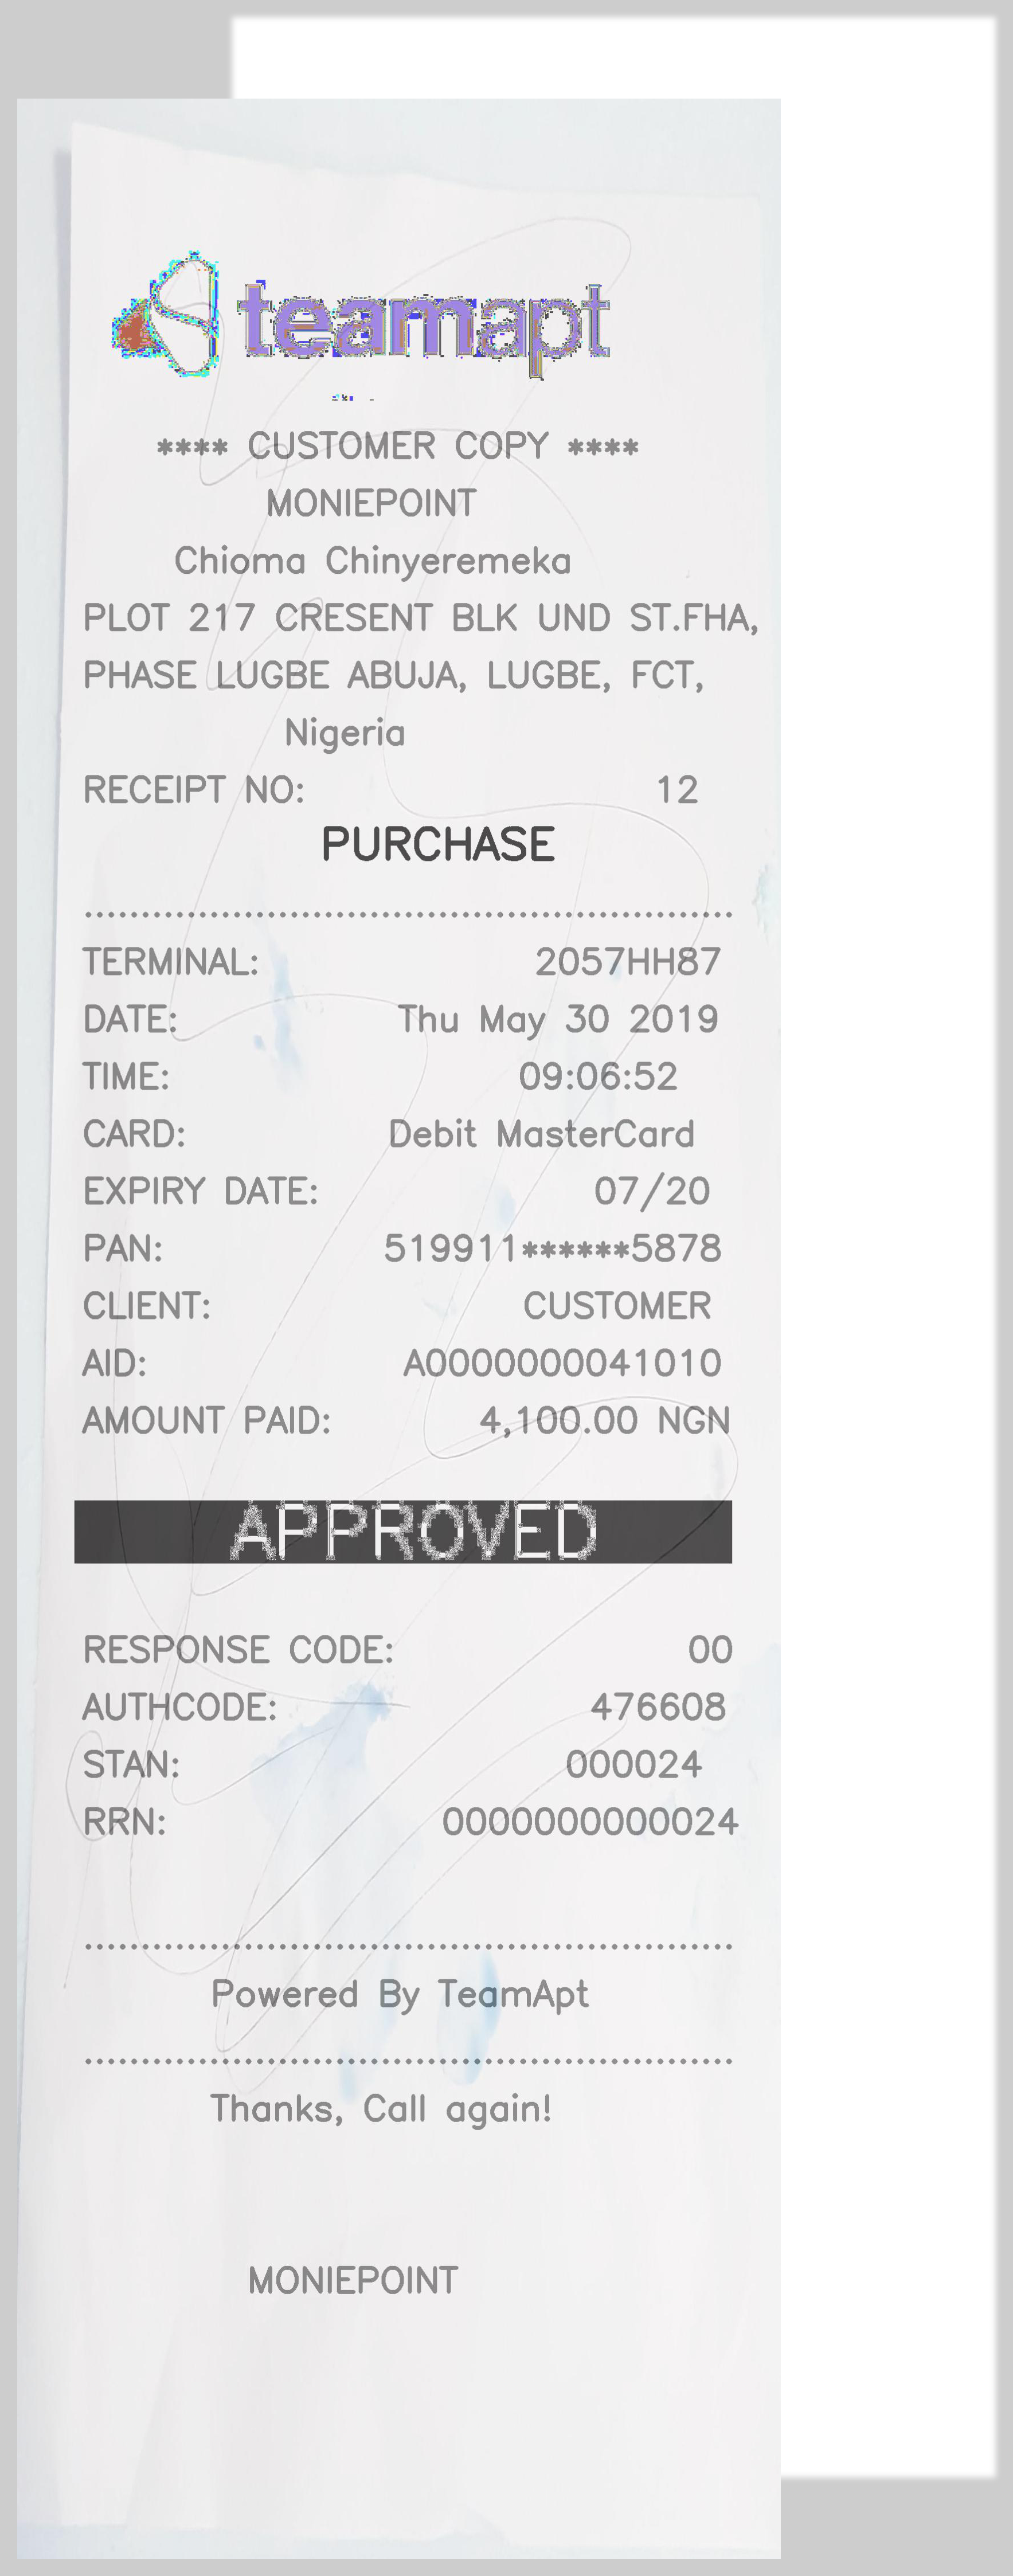 teamapt
**** CUSTOMER COPY ****
MONIEPOINT
Chioma Chinyeremeka
PLOT 217 CRESENT BLK UND ST.FHA,
PHASE LUGBE ABUJA, LUGBE, FCT,
Nigeria
RECEIPT NO: 12
PURCHASE
TERMINAL: 2057HH87
DATE: Thu May 30 2019
TIME: 09:06:52
CARD: Debit MasterCard
EXPIRY DATE: 07/20
PAN: 519911******5878
CLIENT: CUSTOMER
AID: A0000000041010
AMOUNT PAID: 4,100.00 NGN
APPROVED
RESPONSE CODE: 00
AUTHCODE: 476608
STAN: 000024
RRN: 0000000000024
Powered By TeamApt
Thanks, Call again!
MONIEPOINT